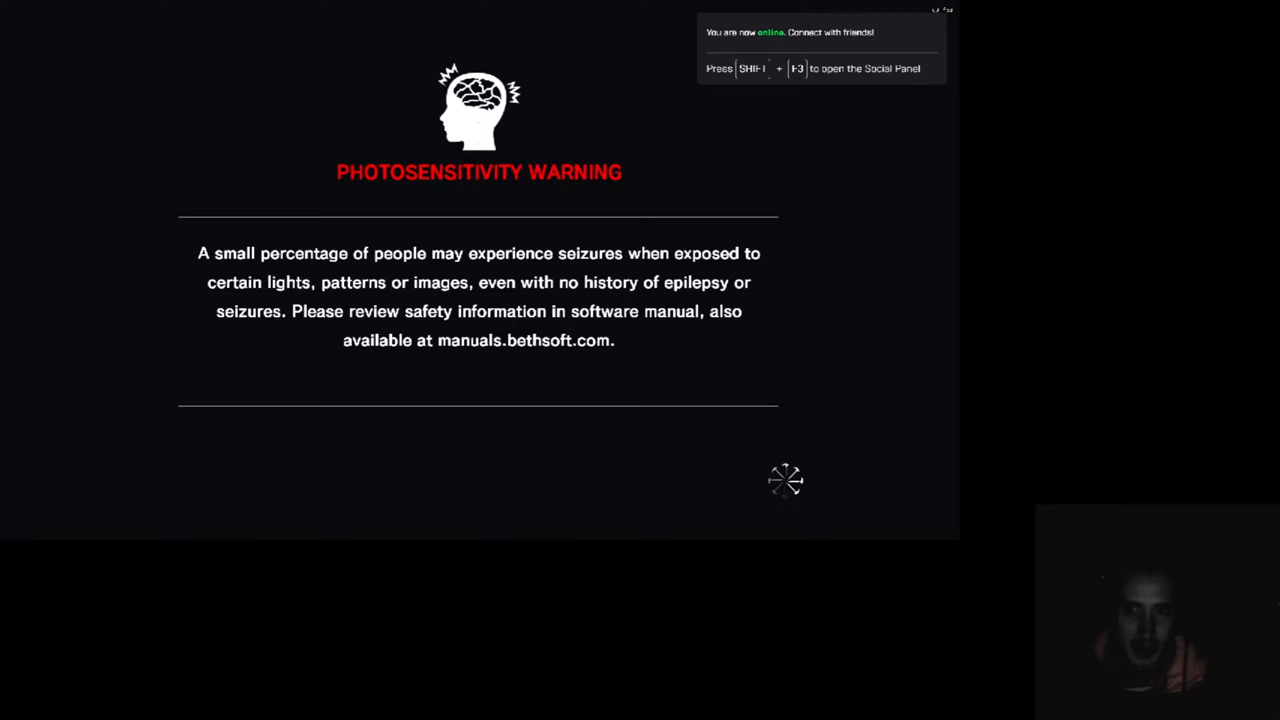 You are now online. Connect with friends!
Press SHIFT + F3 to open the Social Panel
PHOTOSENSITIVITY WARNING
A small percentage of people may experience seizures when exposed to
certain lights, patterns or images, even with no history of epilepsy or
seizures. Please review safety information in software manual, also
available at manuals.bethsoft.com.